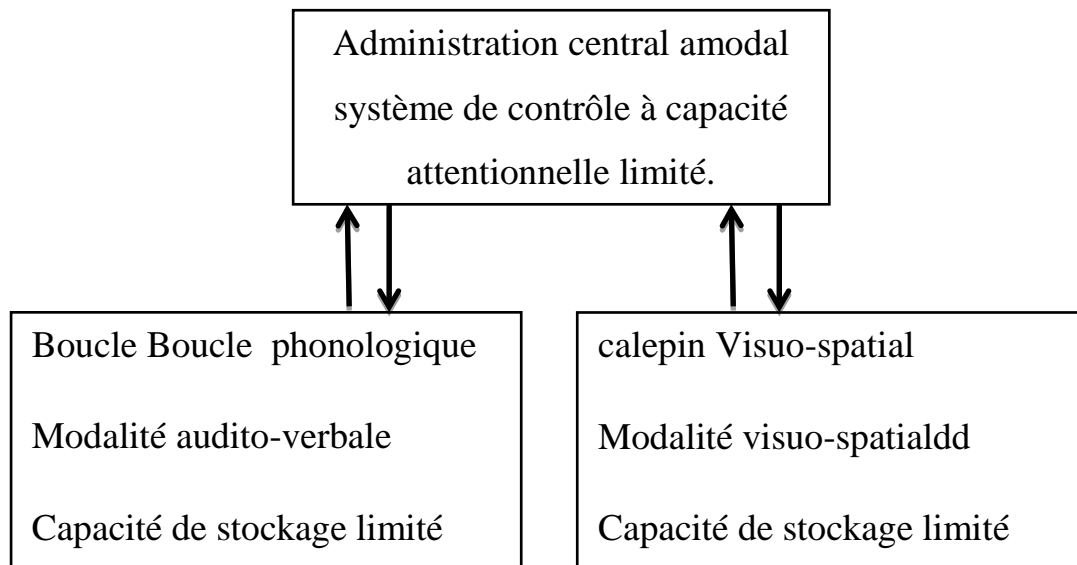 Administration central amodal
système de contrôle à capacité
attentionnelle limité.
Boucle Boucle  phonologique
Modalité audito-verbale
Capacité de stockage limité
calepin Visuo-spatial
Modalité visuo-spatialdd
Capacité de stockage limité